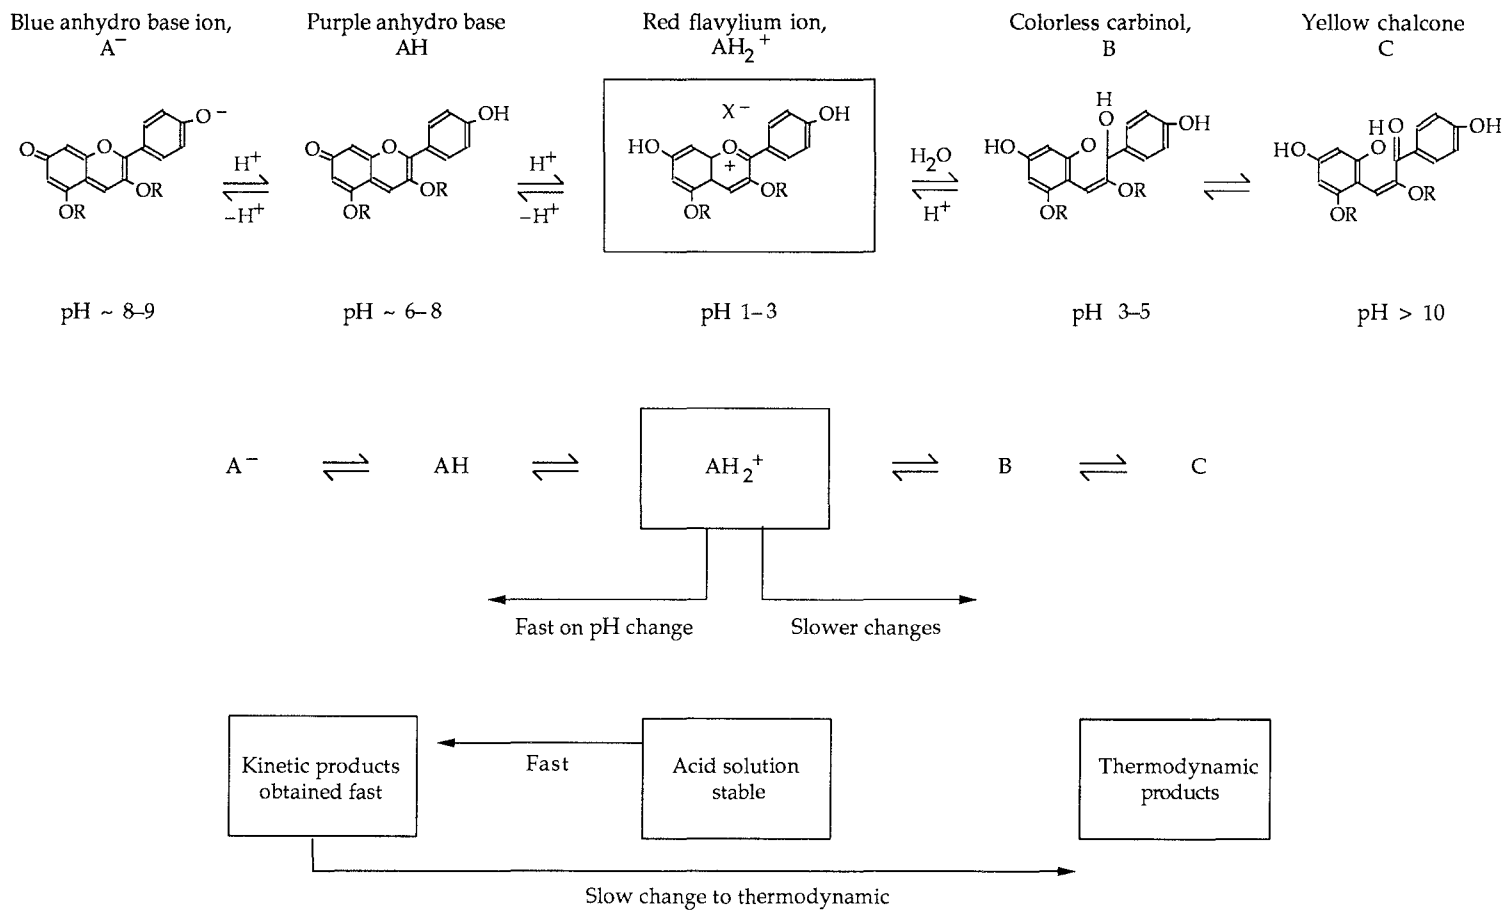 Blue anhydro base ion,
A−
Purple anhydro base
AH
Red flavylium ion,
AH2+
Colorless carbinol,
B
Yellow chalcone
C
O
O
O−
OR
OR
H+
−H+
O
O
OH
OR
OR
H+
−H+
X−
HO
O
+
OH
OR
OR
H2O
H+
H
O
HO
O
OH
OR
OR
H O
HO
O
OH
OR
OR
pH ~ 8–9
pH ~ 6–8
pH 1–3
pH 3–5
pH > 10
A− ⇌ AH ⇌ AH2+ ⇌ B ⇌ C
Fast on pH change
Slower changes
Kinetic products
obtained fast
Fast
Acid solution
stable
Thermodynamic
products
Slow change to thermodynamic